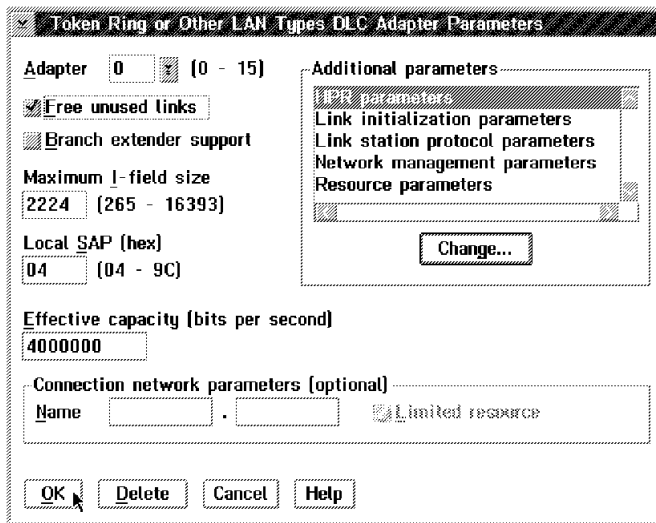 Token Ring or Other LAN Types DLC Adapter Parameters
Adapter 0 (0 - 15)
Free unused links
Branch extender support
Maximum I-field size
2224 (265 - 16393)
Local SAP (hex)
04 (04 - 9C)
Additional parameters
HPR parameters
Link initialization parameters
Link station protocol parameters
Network management parameters
Resource parameters
Change...
Effective capacity (bits per second)
4000000
Connection network parameters (optional)
Name . Limited resource
OK Delete Cancel Help